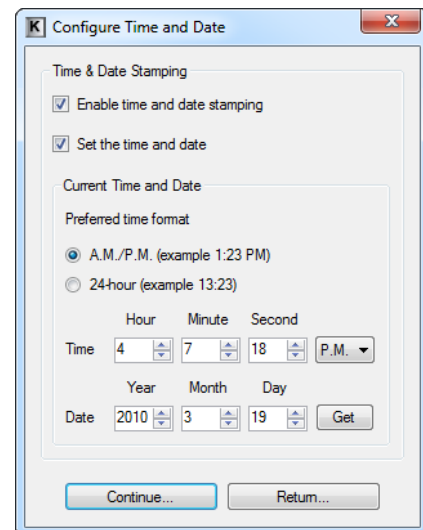 K Configure Time and Date
Time & Date Stamping
Enable time and date stamping
Set the time and date
Current Time and Date
Preferred time format
A.M./P.M. (example 1:23 PM)
24-hour (example 13:23)
Hour Minute Second
Time 4 7 18 P.M.
Year Month Day
Date 2010 3 19 Get
Continue... Return...